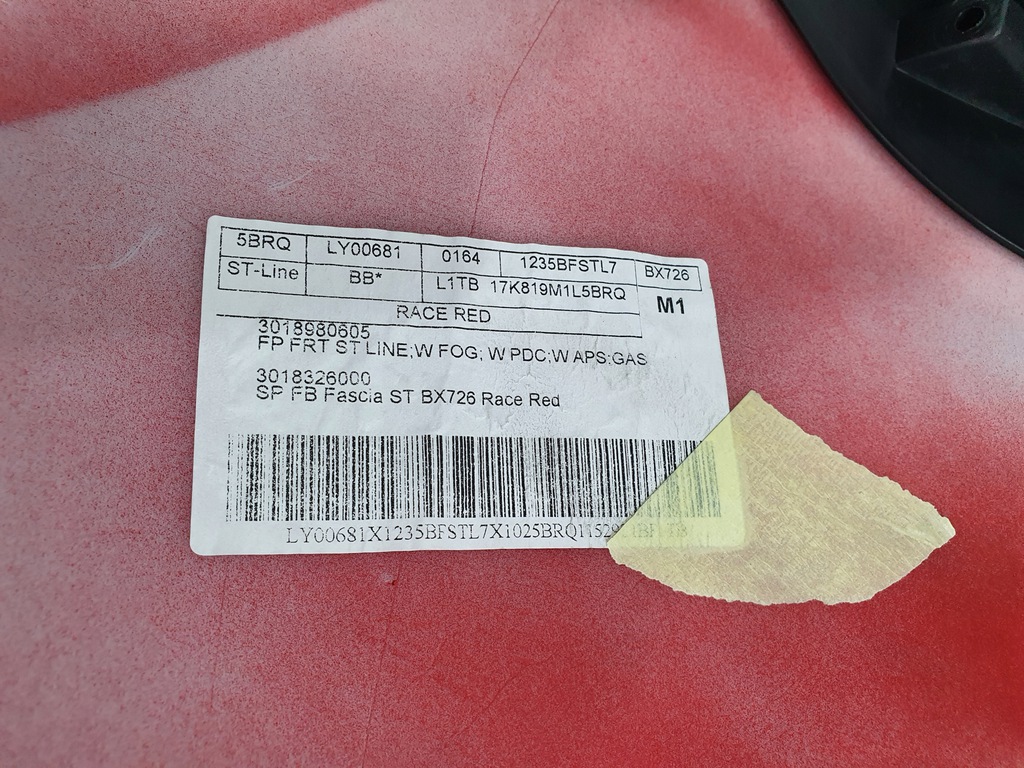 5BRQ LY00681 0164 1235BFSTL7 BX726
ST-Line BB* L1TB 17K819M1L5BRQ M1
RACE RED
3018980605
FP FRT ST LINE;W FOG; W PDC;W APS:GAS
3018326000
SP FB Fascia ST BX726 Race Red